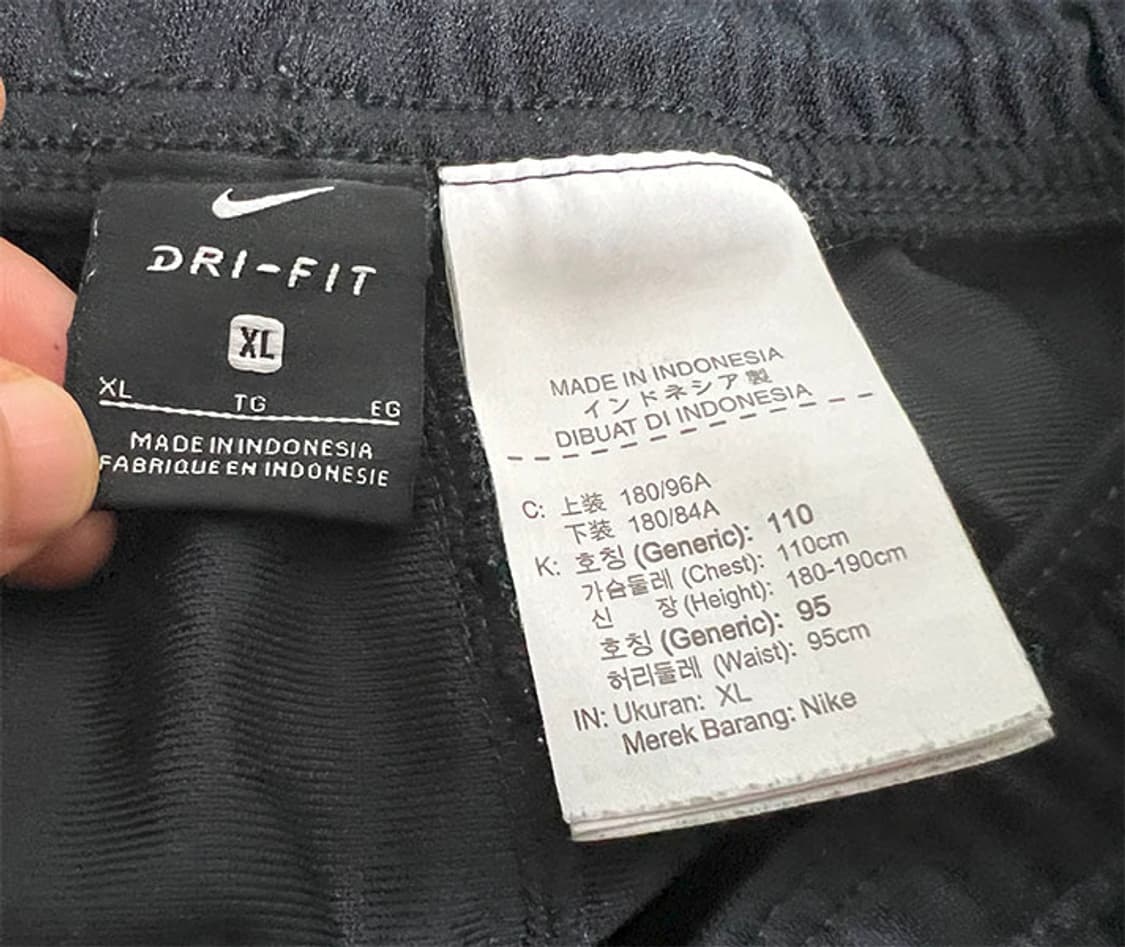 DRI-FIT
XL
XL TG EG
MADE IN INDONESIA
FABRIQUE EN INDONESIE
MADE IN INDONESIA
インドネシア製
DIBUAT DI INDONESIA
C: 上装 180/96A
下装 180/84A
K: 호칭 (Generic): 110
가슴둘레 (Chest): 110cm
신 장 (Height): 180-190cm
호칭 (Generic): 95
허리둘레 (Waist): 95cm
IN: Ukuran: XL
Merek Barang: Nike